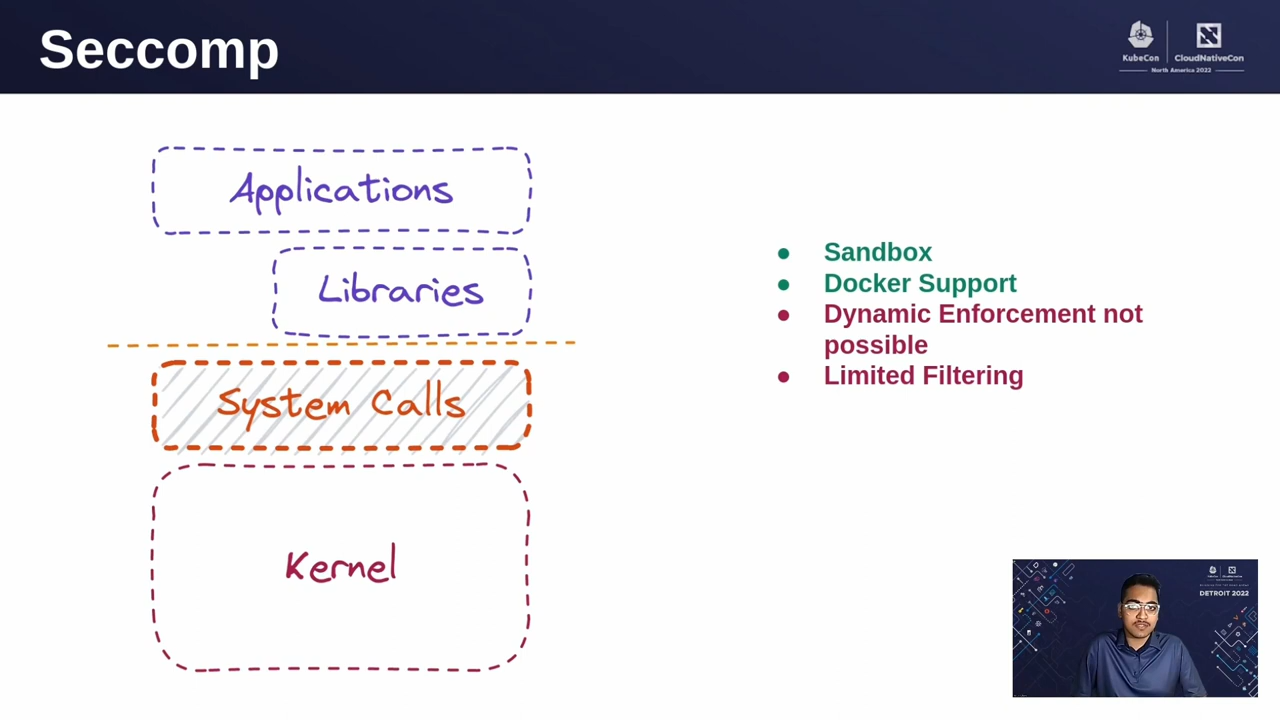 Seccomp
KubeCon
CloudNativeCon
North America 2022
Applications
Libraries
System Calls
Kernel
● Sandbox
● Docker Support
● Dynamic Enforcement not
possible
● Limited Filtering
DETROIT 2022